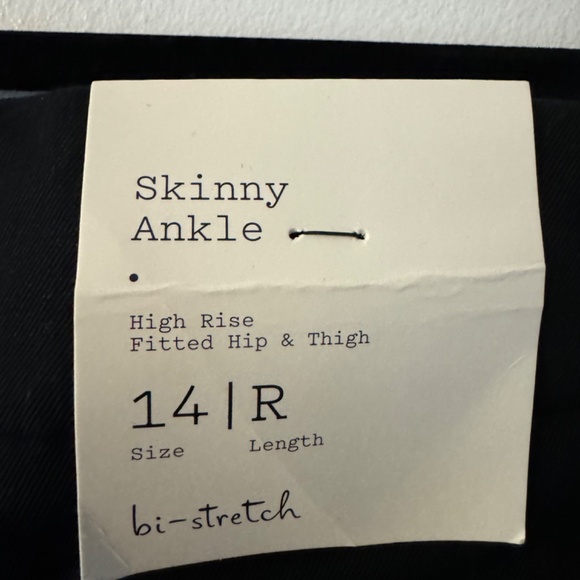 Skinny
Ankle
•
High Rise
Fitted Hip & Thigh
14|R
Size Length
bi-stretch